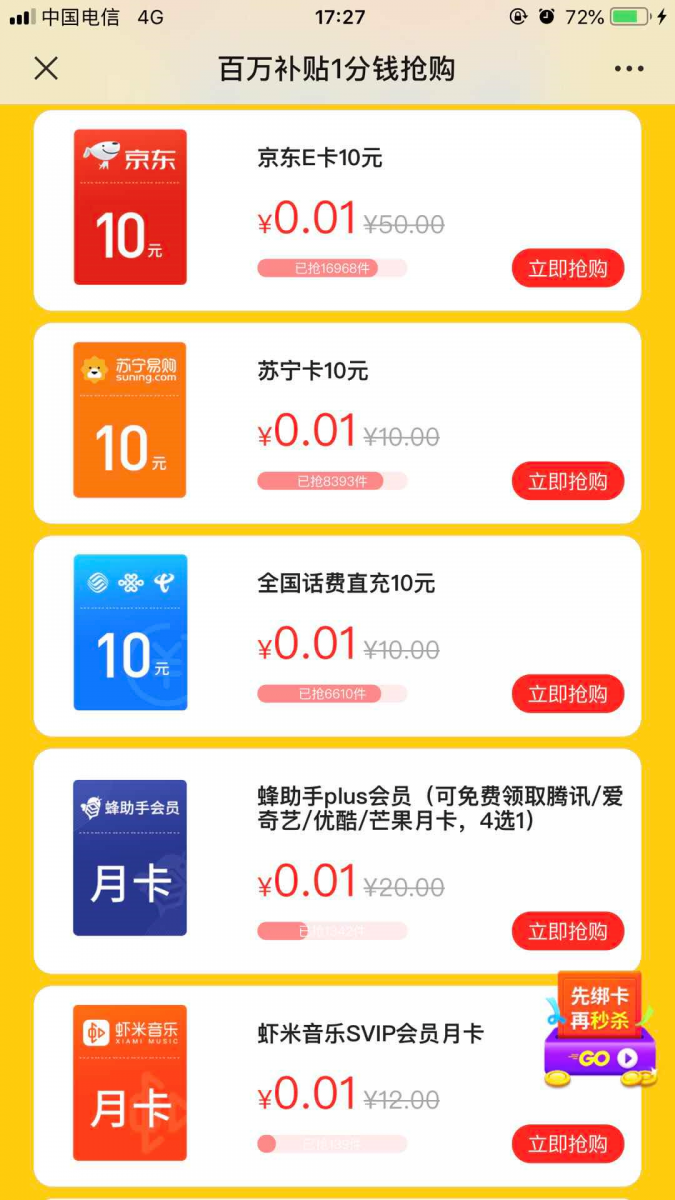 中国电信 4G
17:27
72%
百万补贴1分钱抢购
京东
10元
京东E卡10元
¥0.01 ¥50.00
已抢16968件
立即抢购
苏宁易购
suning.com
10元
苏宁卡10元
¥0.01 ¥10.00
已抢8393件
立即抢购
10元
全国话费直充10元
¥0.01 ¥10.00
已抢6610件
立即抢购
蜂助手会员
月卡
蜂助手plus会员（可免费领取腾讯/爱
奇艺/优酷/芒果月卡，4选1）
¥0.01 ¥20.00
已抢1342件
立即抢购
先绑卡
再秒杀
GO
虾米音乐
XIAMI MUSIC
月卡
虾米音乐SVIP会员月卡
¥0.01 ¥12.00
立即抢购